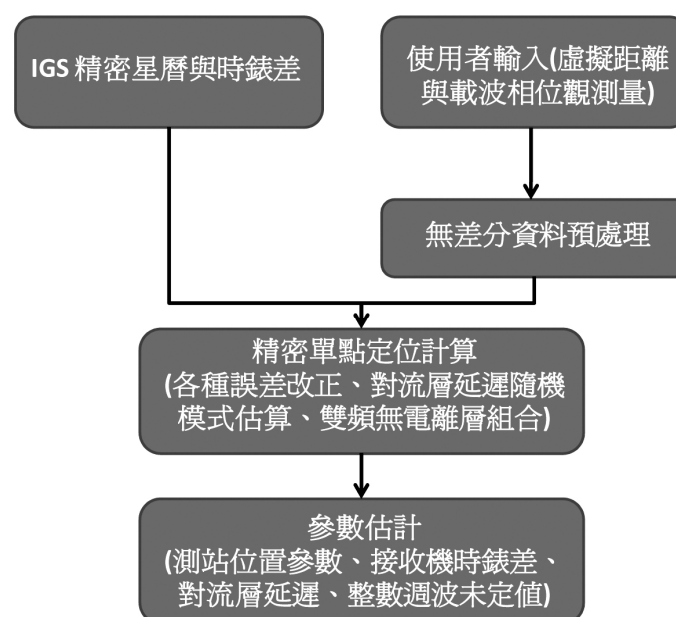 IGS 精密星曆與時錶差
使用者輸入(虛擬距離
與載波相位觀測量)
無差分資料預處理
精密單點定位計算
(各種誤差改正、對流層延遲隨機
模式估算、雙頻無電離層組合)
參數估計
(測站位置參數、接收機時錶差、
對流層延遲、整數週波未定值)